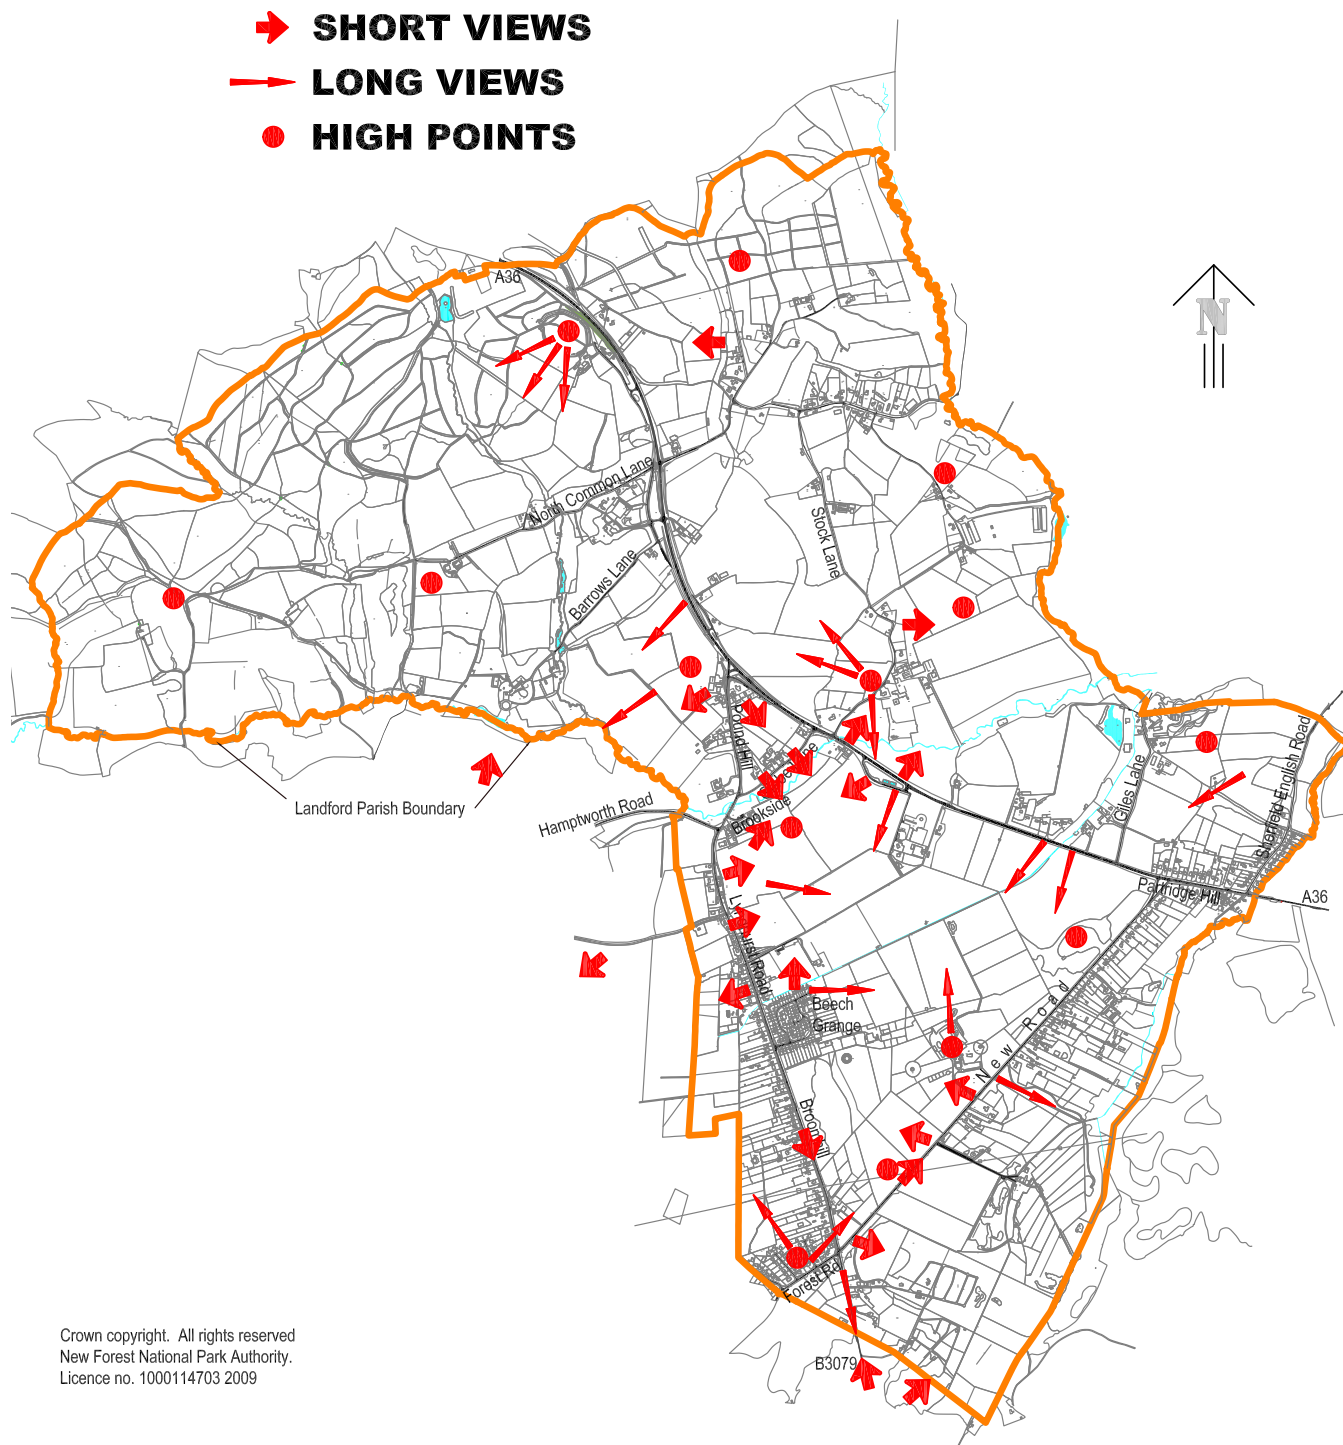 SHORT VIEWS
LONG VIEWS
HIGH POINTS
A36
N
North Common Lane
Stock Lane
Barrows Lane
Pound Hill
Giles Lane
Sherfield English Road
Landford Parish Boundary
Hamptworth Road
Brookside
Partridge Hill
A36
Lyndhurst Road
Beech
Grange
New Road
Broomhill
Forest Rd
B3079
Crown copyright. All rights reserved
New Forest National Park Authority.
Licence no. 1000114703 2009